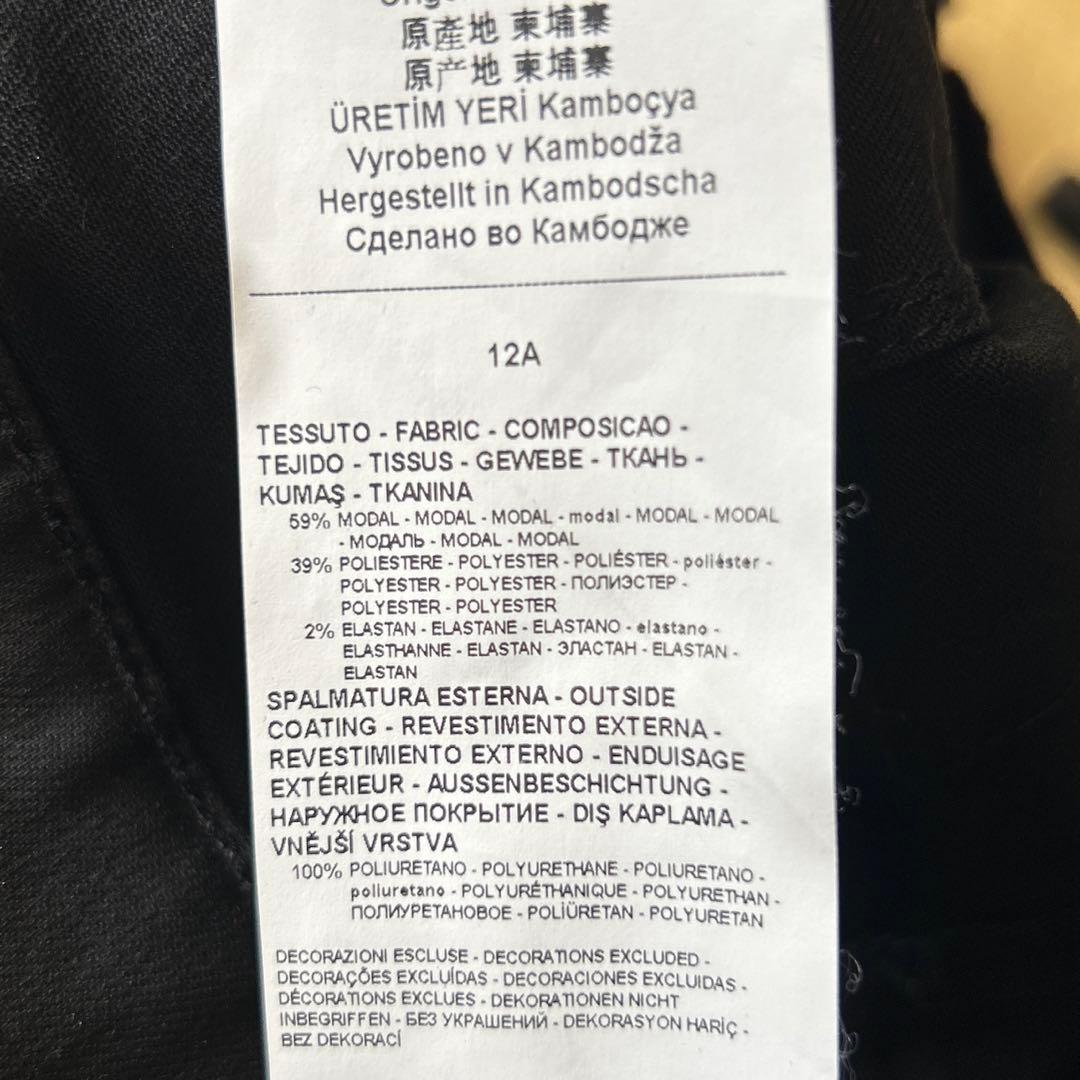 原產地 柬埔寨
原产地 柬埔寨
ÜRETİM YERİ Kamboçya
Vyrobeno v Kambodža
Hergestellt in Kambodscha
Сделано во Камбодже
12A
TESSUTO - FABRIC - COMPOSICAO -
TEJIDO - TISSUS - GEWEBE - ТКАНЬ -
KUMAŞ - TKANINA
59% MODAL - MODAL - MODAL - modal - MODAL - MODAL
- МОДАЛЬ - MODAL - MODAL
39% POLIESTERE - POLYESTER - POLIÉSTER - poliéster -
POLYESTER - POLYESTER - ПОЛИЭСТЕР -
POLYESTER - POLYESTER
2% ELASTAN - ELASTANE - ELASTANO - elastano -
ELASTHANNE - ELASTAN - ЭЛАСТАН - ELASTAN -
ELASTAN
SPALMATURA ESTERNA - OUTSIDE
COATING - REVESTIMENTO EXTERNA -
REVESTIMIENTO EXTERNO - ENDUISAGE
EXTÉRIEUR - AUSSENBESCHICHTUNG -
НАРУЖНОЕ ПОКРЫТИЕ - DIŞ KAPLAMA -
VNĚJŠÍ VRSTVA
100% POLIURETANO - POLYURETHANE - POLIURETANO -
poliuretano - POLYURÉTHANIQUE - POLYURETHAN -
ПОЛИУРЕТАНОВОЕ - POLİÜRETAN - POLYURETAN
DECORAZIONI ESCLUSE - DECORATIONS EXCLUDED -
DECORAÇÕES EXCLUÍDAS - DECORACIONES EXCLUIDAS -
DÉCORATIONS EXCLUES - DEKORATIONEN NICHT
INBEGRIFFEN - БЕЗ УКРАШЕНИЙ - DEKORASYON HARİÇ -
BEZ DEKORACÍ